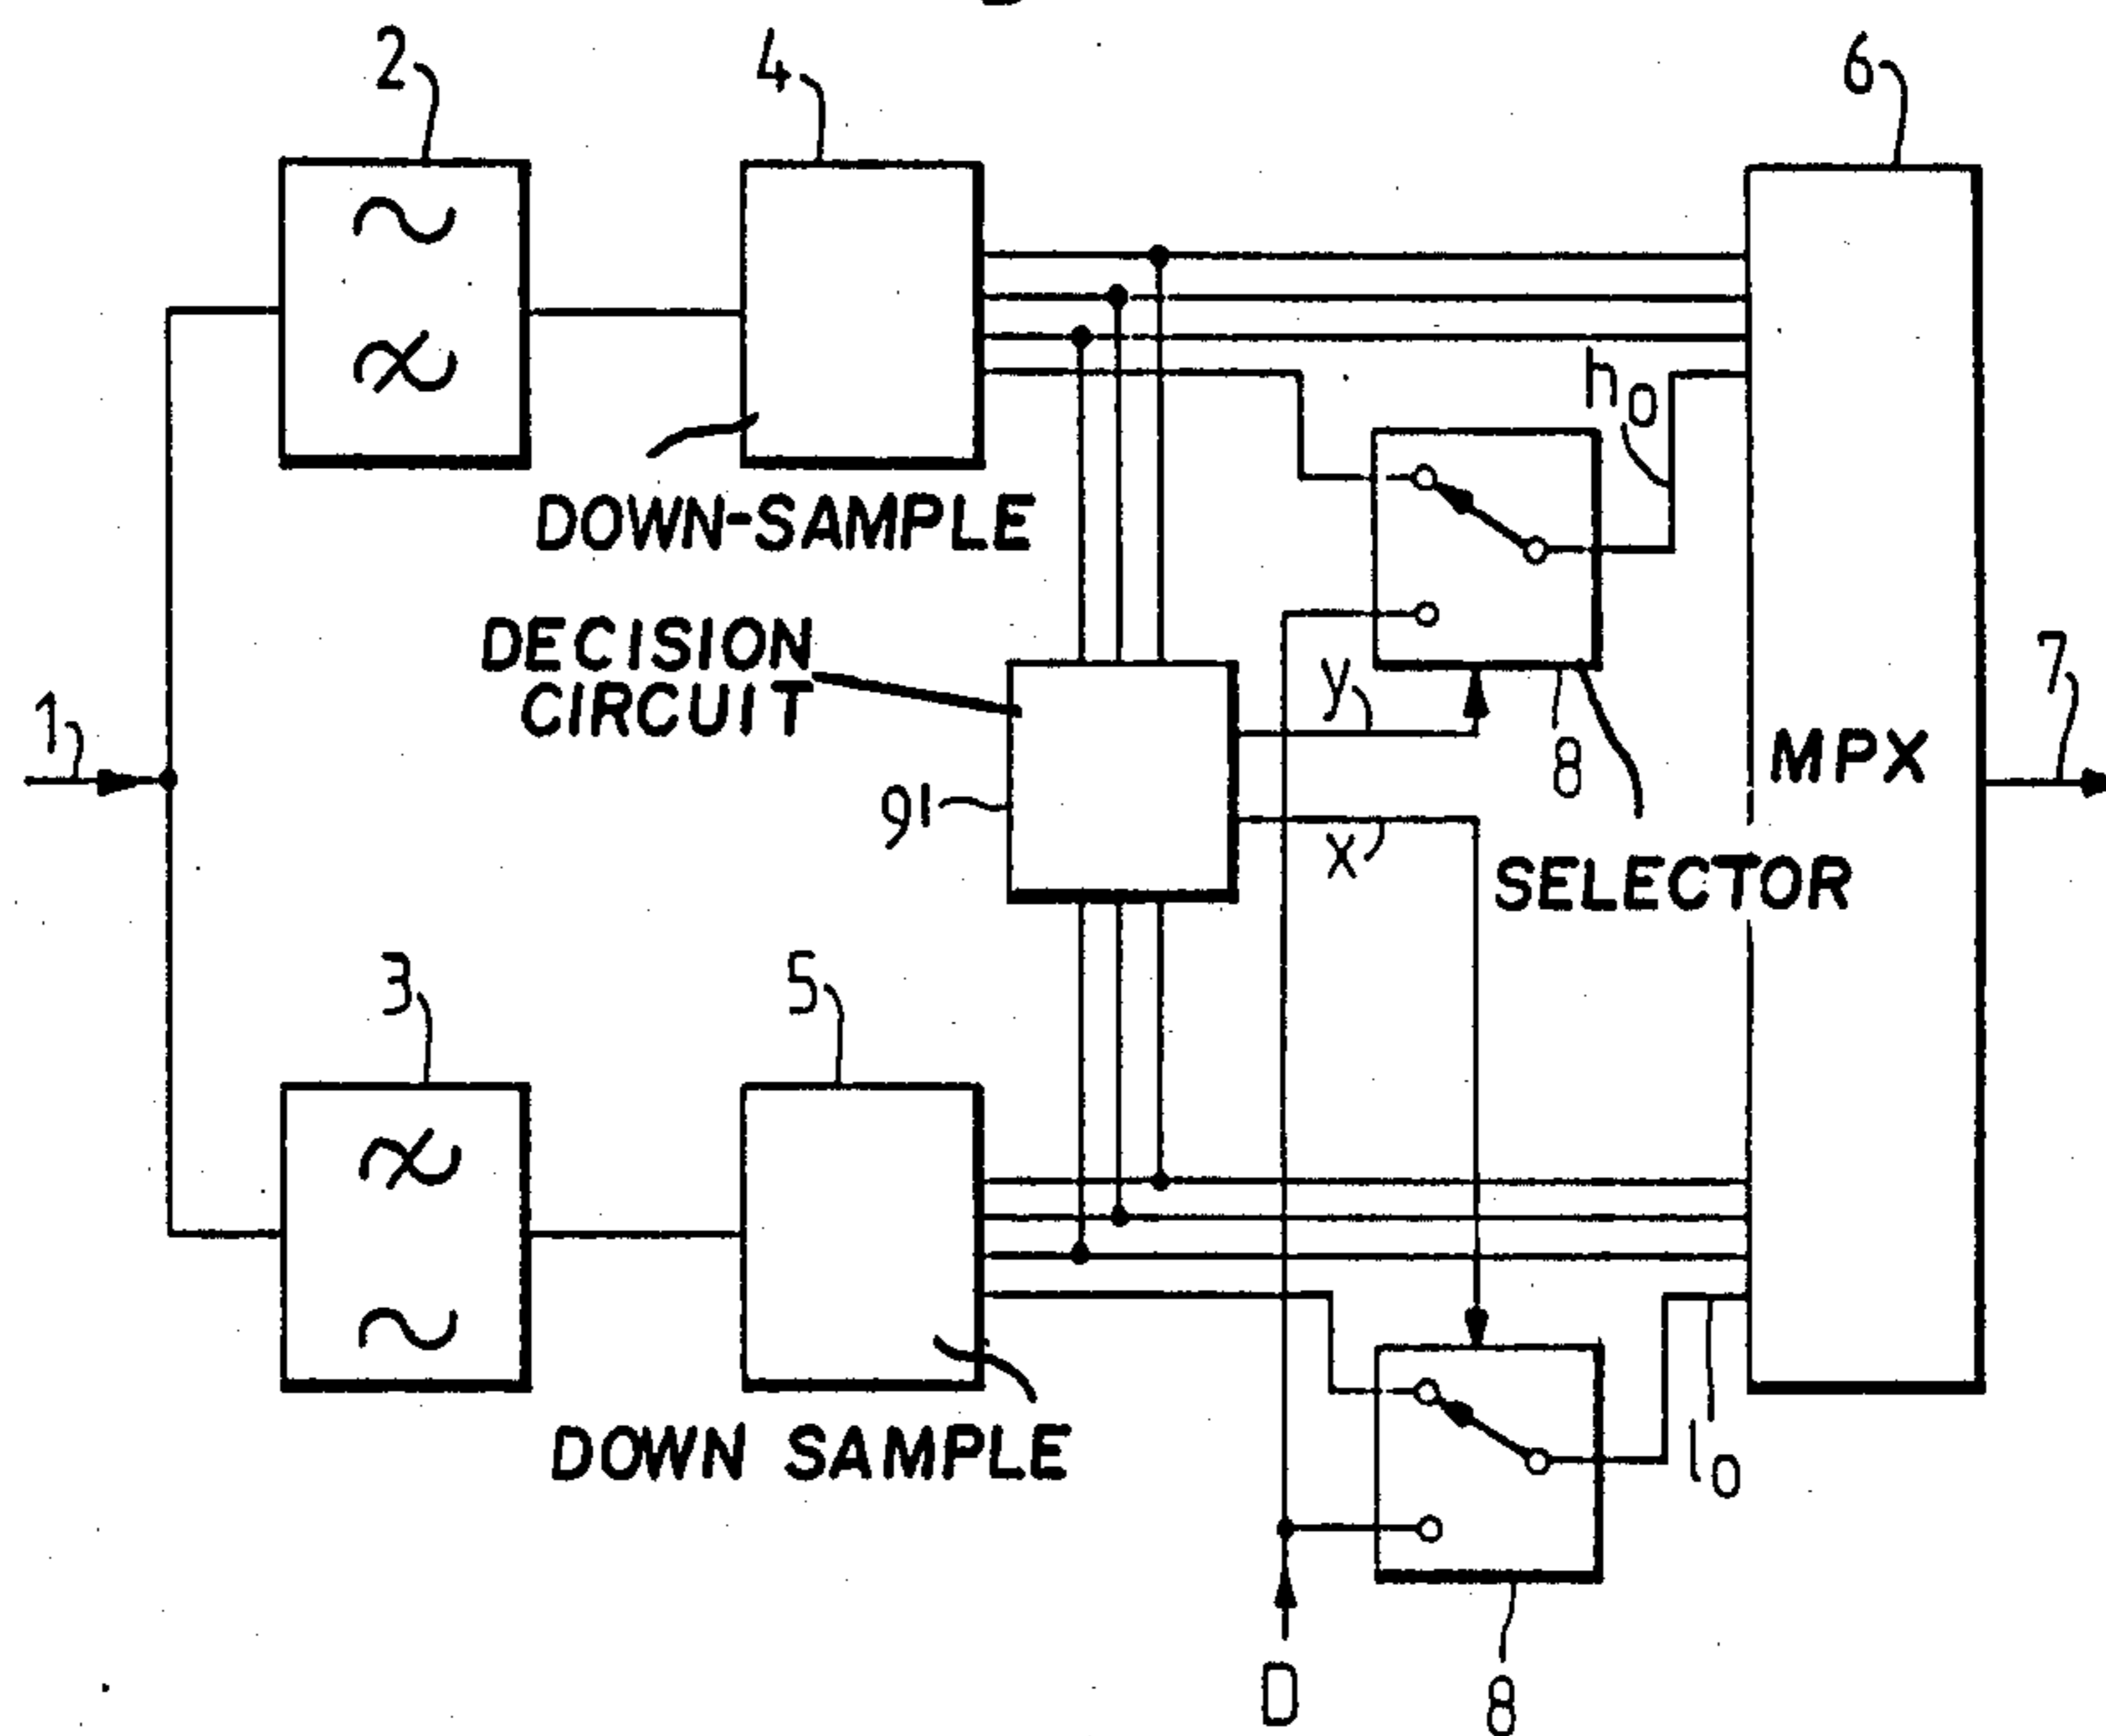 2
4
6
h0
DOWN-SAMPLE
DECISION
CIRCUIT
y
7
1
8
MPX
91
x
SELECTOR
3
5
DOWN SAMPLE
l0
D
8